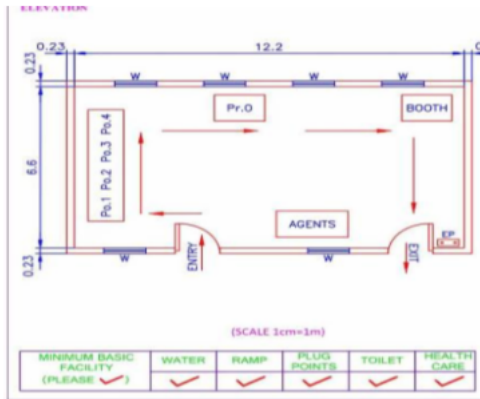 ELEVATION
0.23 12.2 0
0.23
W W W W
Pr.O BOOTH
6.6
Po.1 Po.2 Po.3 Po.4
AGENTS
EP
ENTRY EXIT
0.23
W W
(SCALE 1cm=1m)
MINIMUM BASIC FACILITY (PLEASE ✓) WATER RAMP PLUG POINTS TOILET HEALTH CARE
✓ ✓ ✓ ✓ ✓